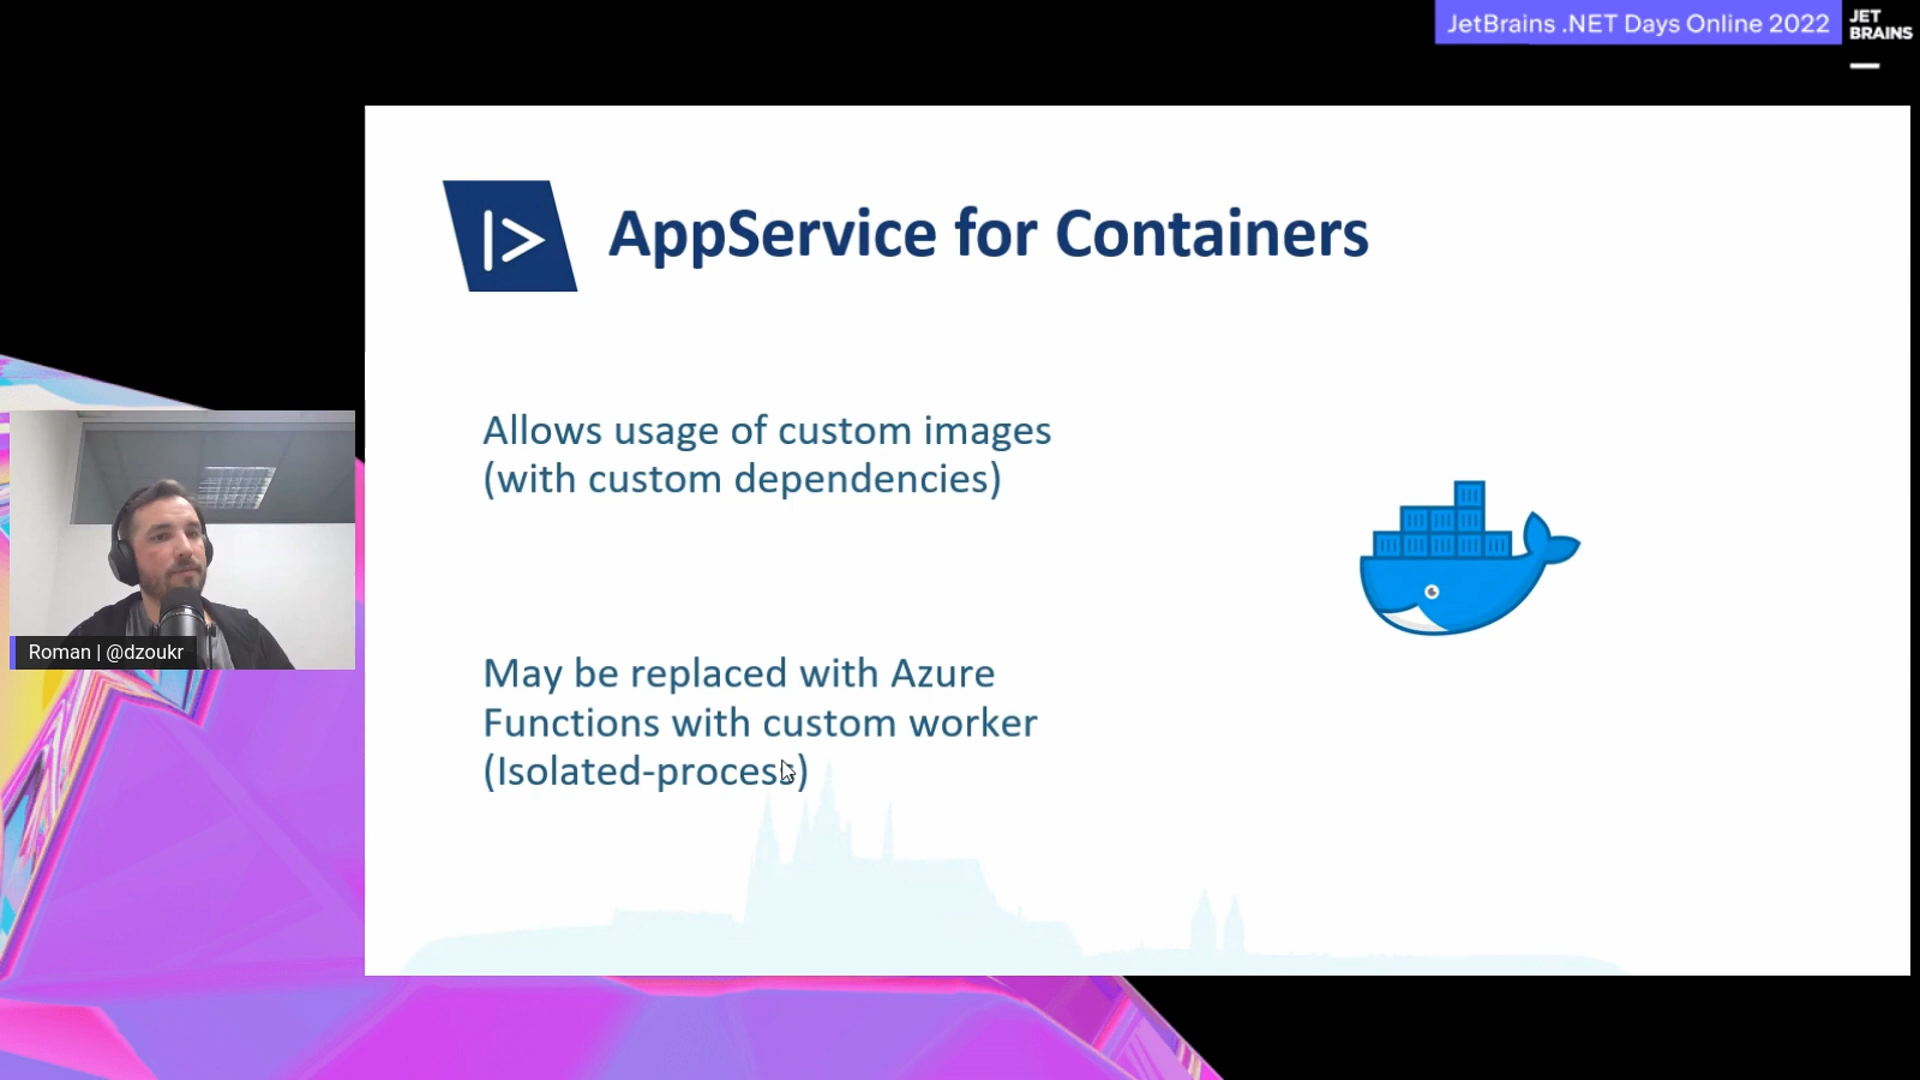 JetBrains .NET Days Online 2022
JET
BRAINS
|> AppService for Containers
Allows usage of custom images
(with custom dependencies)
Roman | @dzoukr
May be replaced with Azure
Functions with custom worker
(Isolated-process)